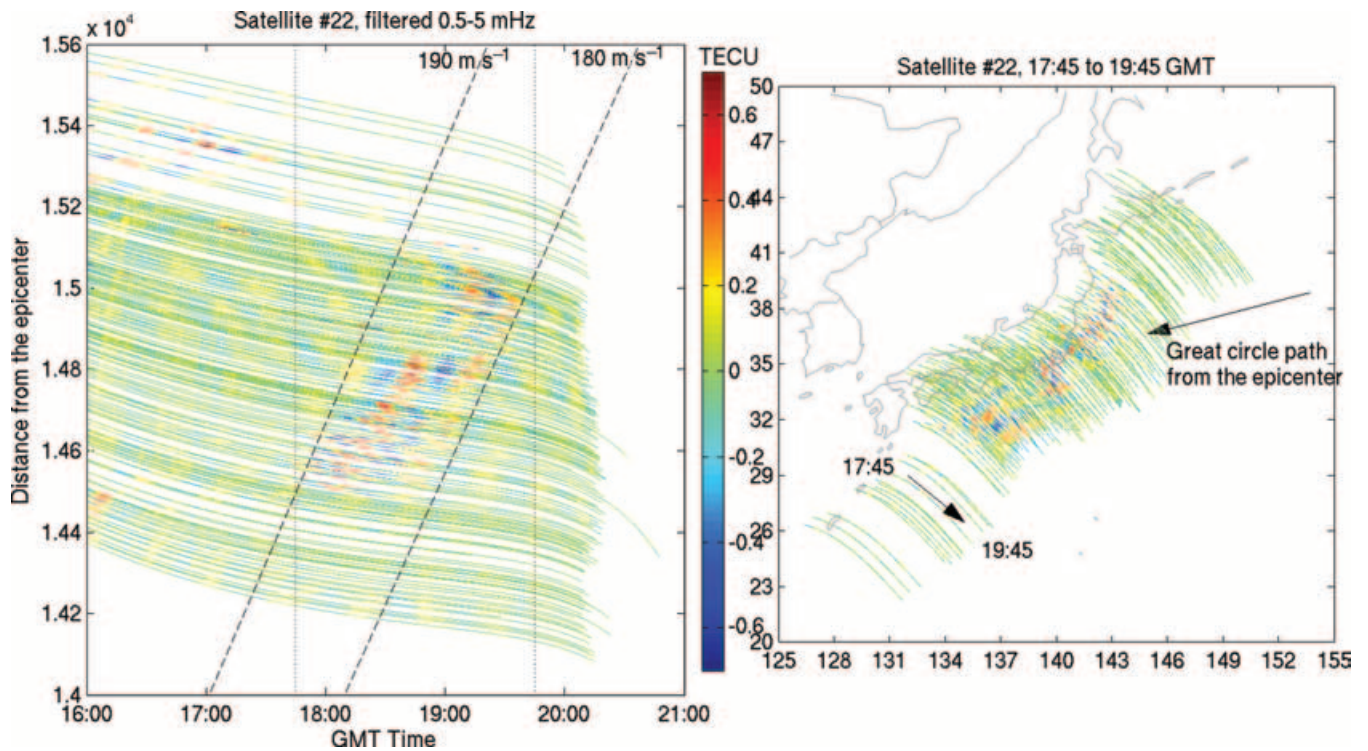 Satellite #22, filtered 0.5-5 mHz
x 10⁴
1.56
1.54
1.52
1.5
1.48
1.46
1.44
1.42
1.4
Distance from the epicenter
190 m s⁻¹
180 m s⁻¹
16:00 17:00 18:00 19:00 20:00 21:00
GMT Time
TECU
0.6
0.4
0.2
0
-0.2
-0.4
-0.6
Satellite #22, 17:45 to 19:45 GMT
50
47
44
41
38
35
32
29
26
23
20
Great circle path
from the epicenter
17:45
19:45
125 128 131 134 137 140 143 146 149 152 155